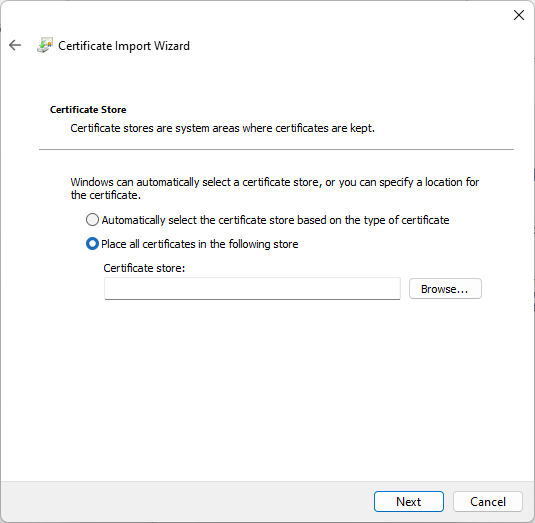 Certificate Import Wizard
Certificate Store
Certificate stores are system areas where certificates are kept.
Windows can automatically select a certificate store, or you can specify a location for
the certificate.
Automatically select the certificate store based on the type of certificate
Place all certificates in the following store
Certificate store:
Browse...
Next
Cancel